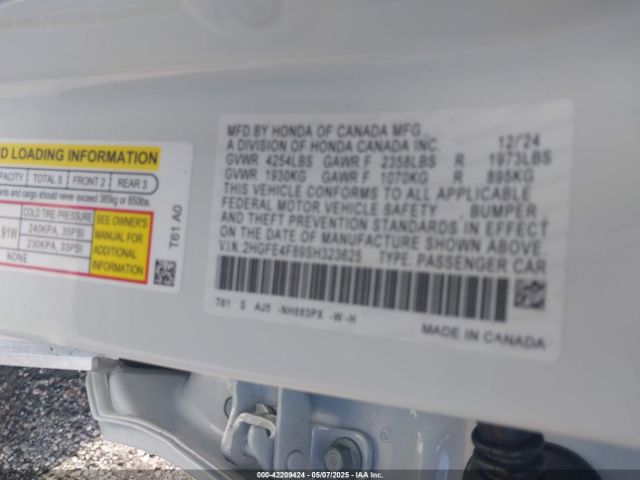 ND LOADING INFORMATION
CAPACITY TOTAL 5 FRONT 2 REAR 3
ants and cargo should never exceed 385kg or 850lbs.
COLD TIRE PRESSURE
91W 240KPA, 35PSI
230KPA, 33PSI
NONE
SEE OWNER'S
MANUAL FOR
ADDITIONAL
INFORMATION
T61 A0
MFD.BY HONDA OF CANADA MFG.,
A DIVISION OF HONDA CANADA INC. 12/24
GVWR 4254LBS GAWR F 2358LBS R 1973LBS
GVWR 1930KG GAWR F 1070KG R 895KG
THIS VEHICLE CONFORMS TO ALL APPLICABLE
FEDERAL MOTOR VEHICLE SAFETY , BUMPER,
AND THEFT PREVENTION STANDARDS IN EFFECT
ON THE DATE OF MANUFACTURE SHOWN ABOVE.
V.I.N. 2HGFE4F89SH323625 TYPE: PASSENGER CAR
T61 S AJ5 -NH883PX -W-H
MADE IN CANADA
000-42209424 05/07/2025 IAA Inc.